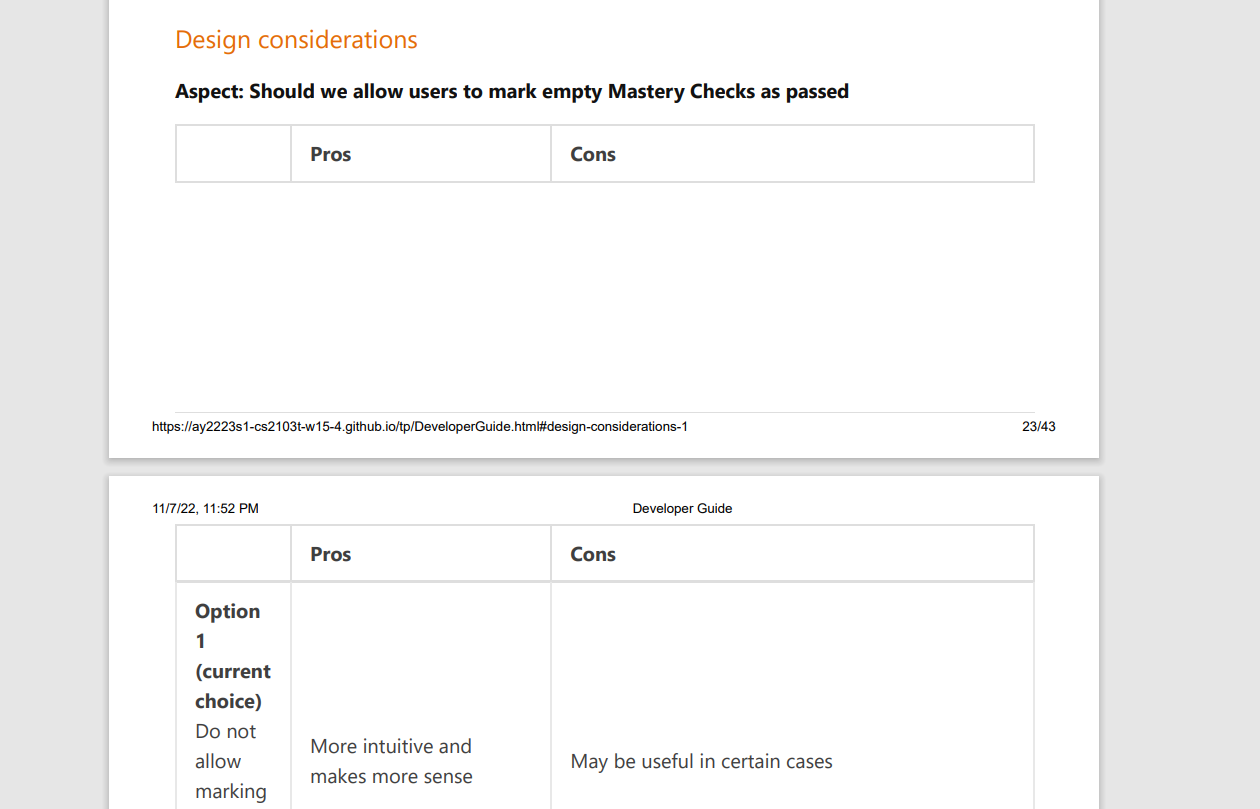 Design considerations
Aspect: Should we allow users to mark empty Mastery Checks as passed
Pros Cons
https://ay2223s1-cs2103t-w15-4.github.io/tp/DeveloperGuide.html#design-considerations-1 23/43
11/7/22, 11:52 PM Developer Guide
Pros Cons
Option
1
(current
choice)
Do not
allow
marking
More intuitive and
makes more sense
May be useful in certain cases